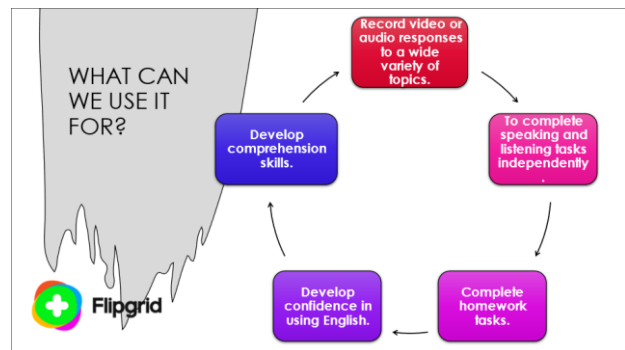 WHAT CAN
WE USE IT
FOR?
Record video or
audio responses
to a wide
variety of
topics.
To complete
speaking and
listening tasks
independently
.
Complete
homework
tasks.
Develop
confidence in
using English.
Develop
comprehension
skills.
Flipgrid